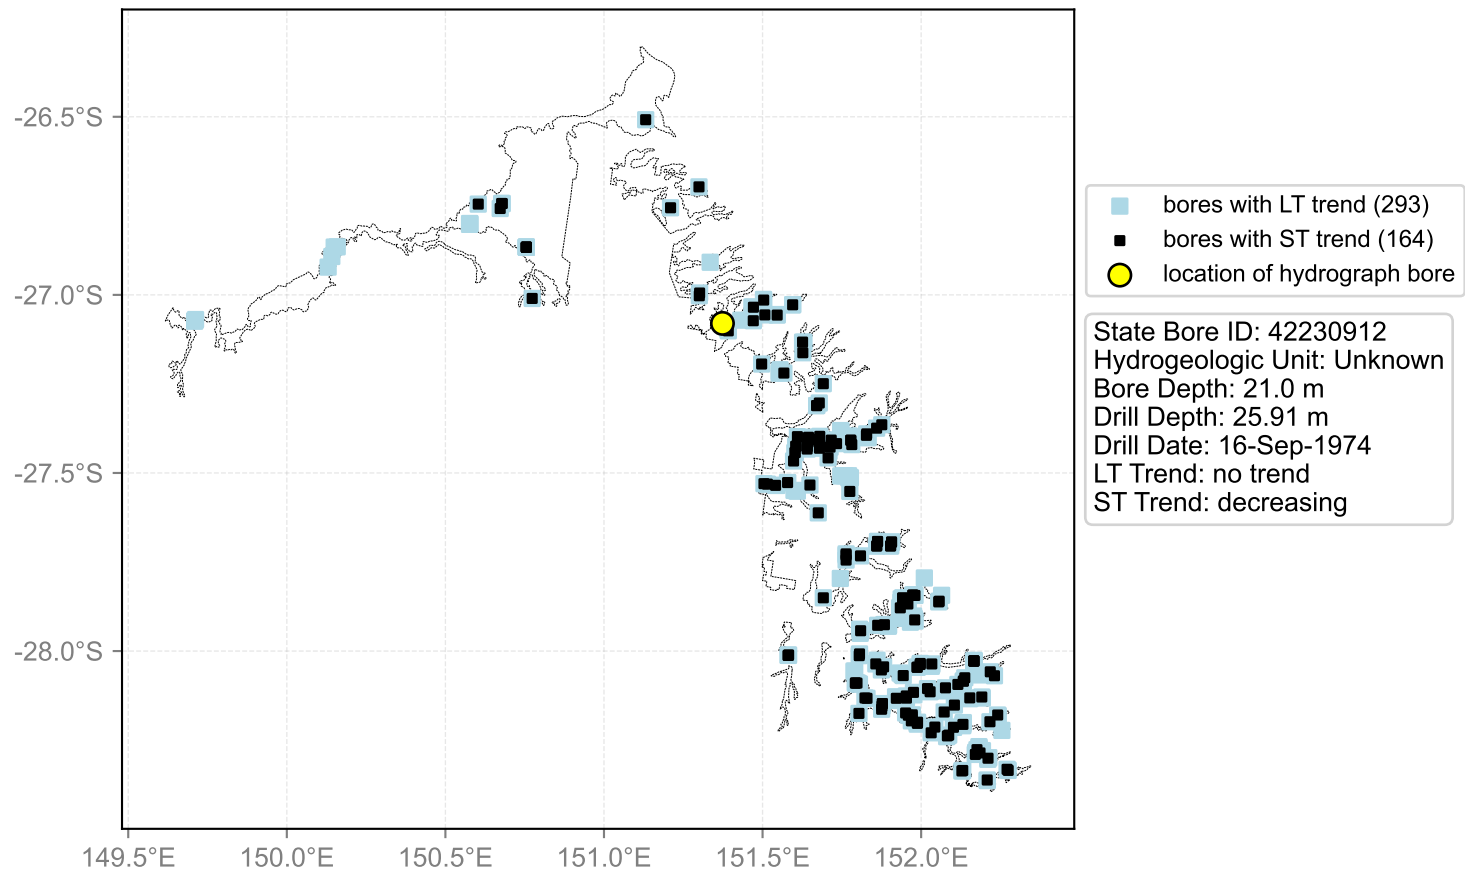 -26.5°S
-27.0°S
-27.5°S
-28.0°S
149.5°E
150.0°E
150.5°E
151.0°E
151.5°E
152.0°E
bores with LT trend (293)
bores with ST trend (164)
location of hydrograph bore
State Bore ID: 42230912
Hydrogeologic Unit: Unknown
Bore Depth: 21.0 m
Drill Depth: 25.91 m
Drill Date: 16-Sep-1974
LT Trend: no trend
ST Trend: decreasing